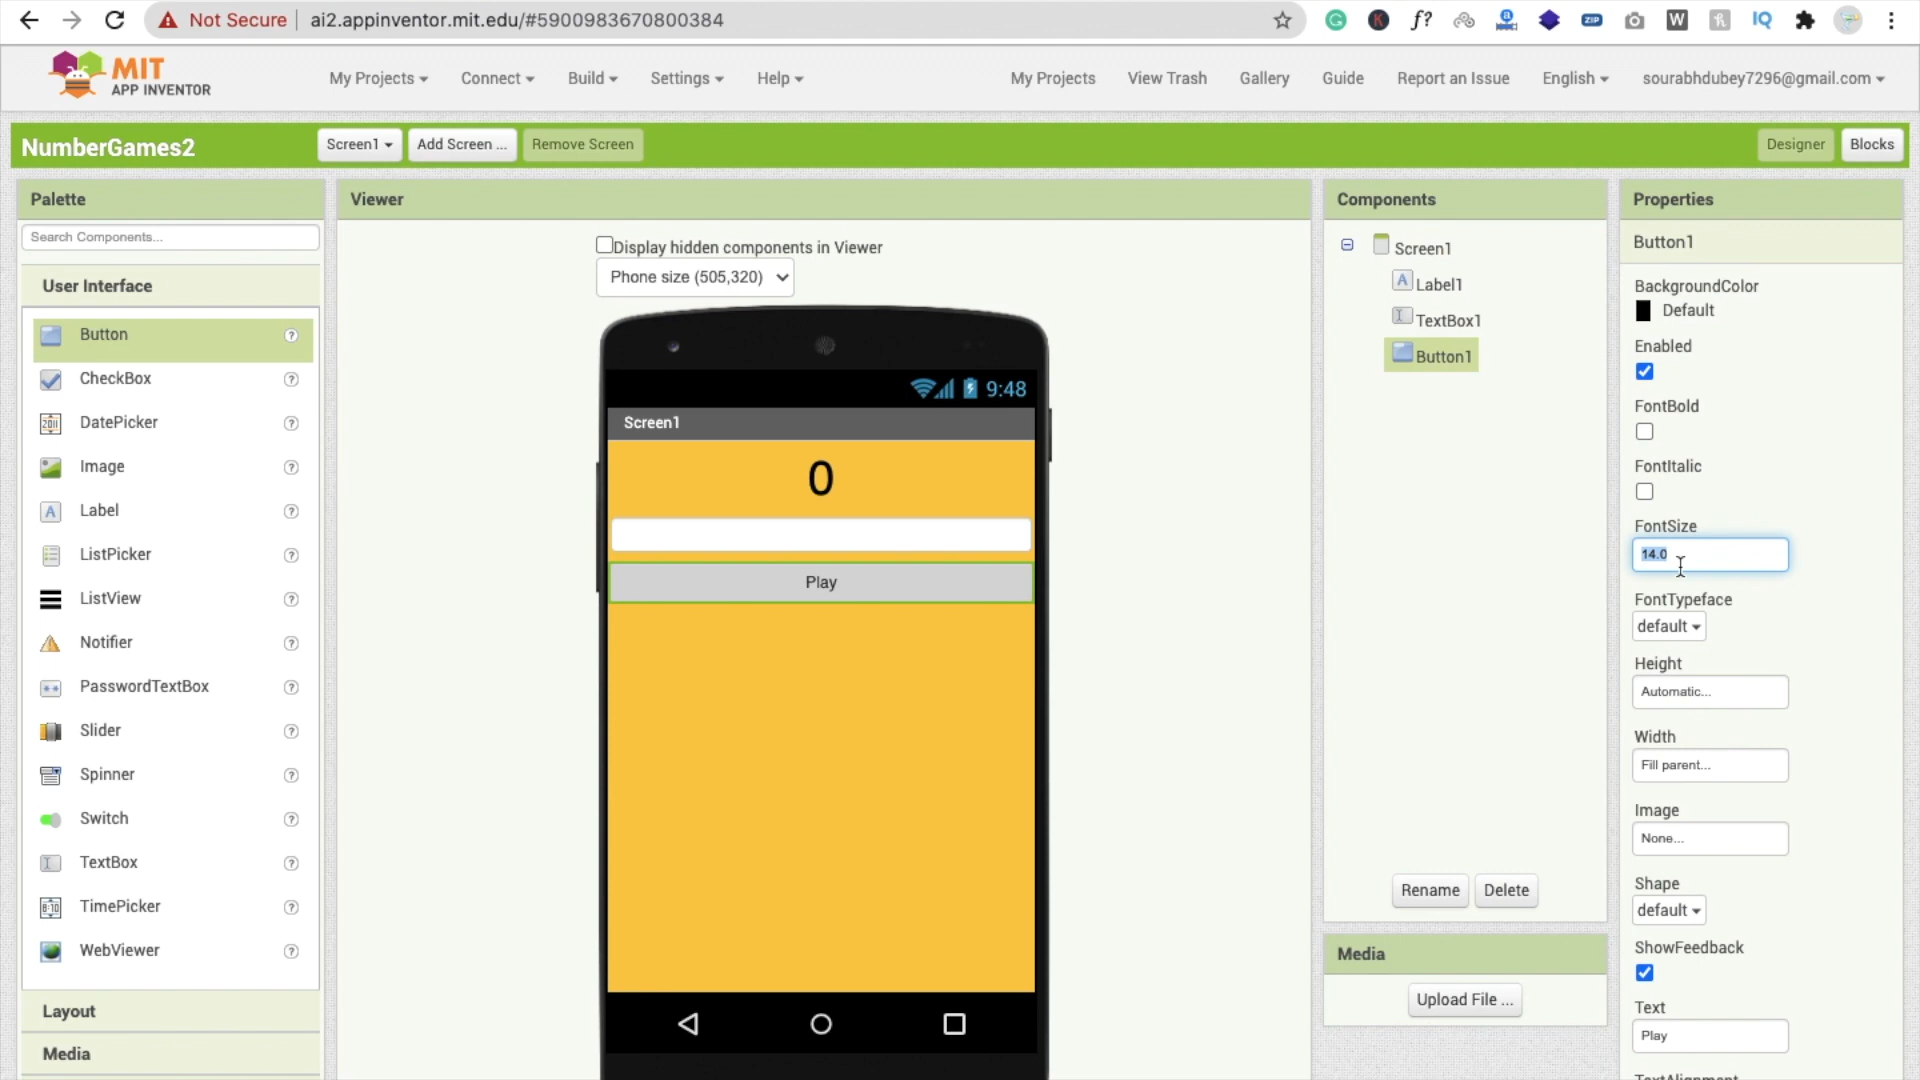 Not Secure
ai2.appinventor.mit.edu/#5900983670800384
MIT
APP INVENTOR
My Projects
Connect
Build
Settings
Help
My Projects
View Trash
Gallery
Guide
Report an Issue
English
sourabhdubey7296@gmail.com
NumberGames2
Screen1
Add Screen ...
Remove Screen
Designer
Blocks
Palette
Search Components...
User Interface
Button
CheckBox
DatePicker
Image
Label
ListPicker
ListView
Notifier
PasswordTextBox
Slider
Spinner
Switch
TextBox
TimePicker
WebViewer
Layout
Media
Viewer
Display hidden components in Viewer
Phone size (505,320)
9:48
Screen1
0
Play
Components
Screen1
Label1
TextBox1
Button1
Rename
Delete
Media
Upload File ...
Properties
Button1
BackgroundColor
Default
Enabled
FontBold
FontItalic
FontSize
14.0
FontTypeface
default
Height
Automatic...
Width
Fill parent...
Image
None...
Shape
default
ShowFeedback
Text
Play
TextAlignment